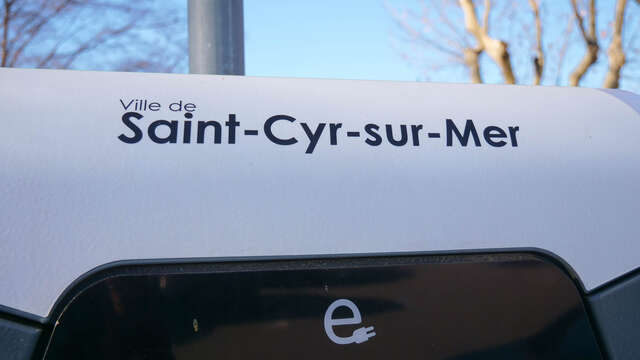 Ville de
Saint-Cyr-sur-Mer
e